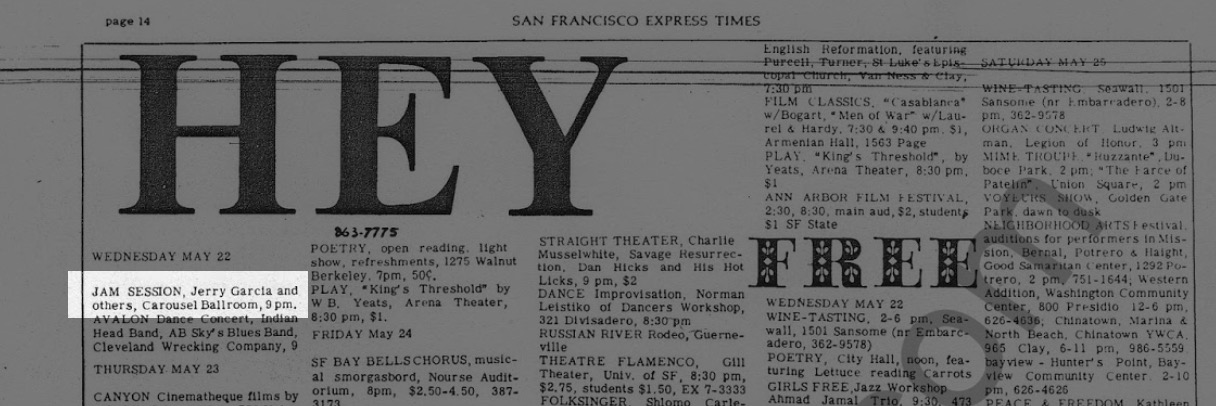 page 14
SAN FRANCISCO EXPRESS TIMES
HEY
WEDNESDAY MAY 22
JAM SESSION, Jerry Garcia and
others, Carousel Ballroom, 9 pm.
AVALON Dance Concert, Indian
Head Band, AB Sky's Blues Band,
Cleveland Wrecking Company, 9
THURSDAY MAY 23
CANYON Cinematheque films by
863-7775
POETRY, open reading, light
show, refreshments, 1275 Walnut
Berkeley, 7pm, 50¢.
PLAY, "King's Threshold" by
W.B. Yeats, Arena Theater,
8:30 pm, $1.
FRIDAY May 24
SF BAY BELLS CHORUS, music-
al smorgasbord, Nourse Audit-
orium, 8pm, $2.50-4.50, 387-
3173
STRAIGHT THEATER, Charlie
Musselwhite, Savage Resurrec-
tion, Dan Hicks and His Hot
Licks, 9 pm, $2
DANCE Improvisation, Norman
Leistiko of Dancers Workshop,
321 Divisadero, 8:30 pm
RUSSIAN RIVER Rodeo, Guerne-
ville
THEATRE FLAMENCO, Gill
Theater, Univ. of SF, 8:30 pm,
$2.75, students $1.50, EX 7-3333
FOLKSINGER, Shlomo Carle-
English Reformation, featuring
Purcell, Turner, St Luke's Epis-
copal Church, Van Ness & Clay,
7:30 pm
FILM CLASSICS, "Casablanca"
w/Bogart, "Men of War" w/Lau-
rel & Hardy, 7:30 & 9:40 pm, $1,
Armenian Hall, 1563 Page
PLAY, "King's Threshold", by
Yeats, Arena Theater, 8:30 pm,
$1
ANN ARBOR FILM FESTIVAL,
2:30, 8:30, main aud, $2, students
$1 SF State
FREE
WEDNESDAY MAY 22
WINE-TASTING, 2-6 pm, Sea-
wall, 1501 Sansome (nr Embarc-
adero), 362-9578)
POETRY, City Hall, noon, fea-
turing Lettuce reading Carrots
GIRLS FREE, Jazz Workshop
Ahmad Jamal Trio, 9:30, 473
SATURDAY MAY 25
WINE-TASTING, Seawall, 1501
Sansome (nr Embarcadero), 2-8
pm, 362-9578
ORGAN CONCERT, Ludwig Alt-
man, Legion of Honor, 3 pm
MIME TROUPE, "Ruzzante", Du-
boce Park, 2 pm; "The Farce of
Patelin", Union Square, 2 pm
VOYEURS SHOW, Golden Gate
Park, dawn to dusk
NEIGHBORHOOD ARTS Festival,
auditions for performers in Mis-
sion, Bernal, Potrero & Haight,
Good Samaritan Center, 1292 Po-
trero, 2 pm, 751-1644; Western
Addition, Washington Community
Center, 800 Presidio 12-6 pm,
626-4636; Chinatown, Marina &
North Beach, Chinatown YWCA,
965 Clay, 6-11 pm, 986-5559,
bayview - Hunter's Point, Bay-
view Community Center, 2-10
pm, 626-4626
PEACE & FREEDOM, Kathleen